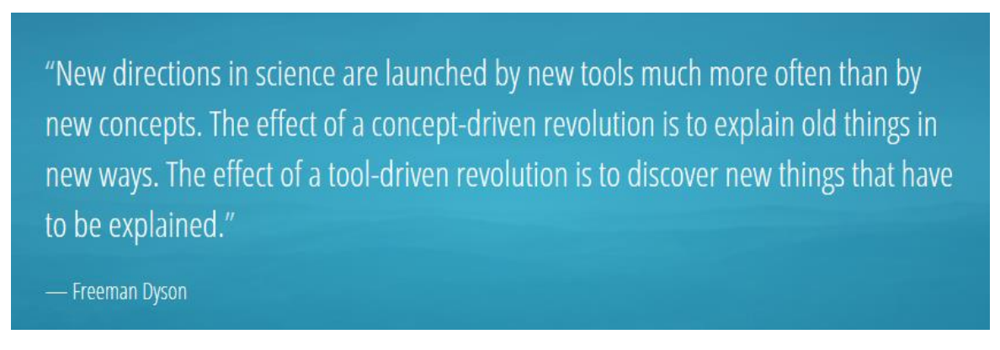 “New directions in science are launched by new tools much more often than by
new concepts. The effect of a concept-driven revolution is to explain old things in
new ways. The effect of a tool-driven revolution is to discover new things that have
to be explained.”
— Freeman Dyson